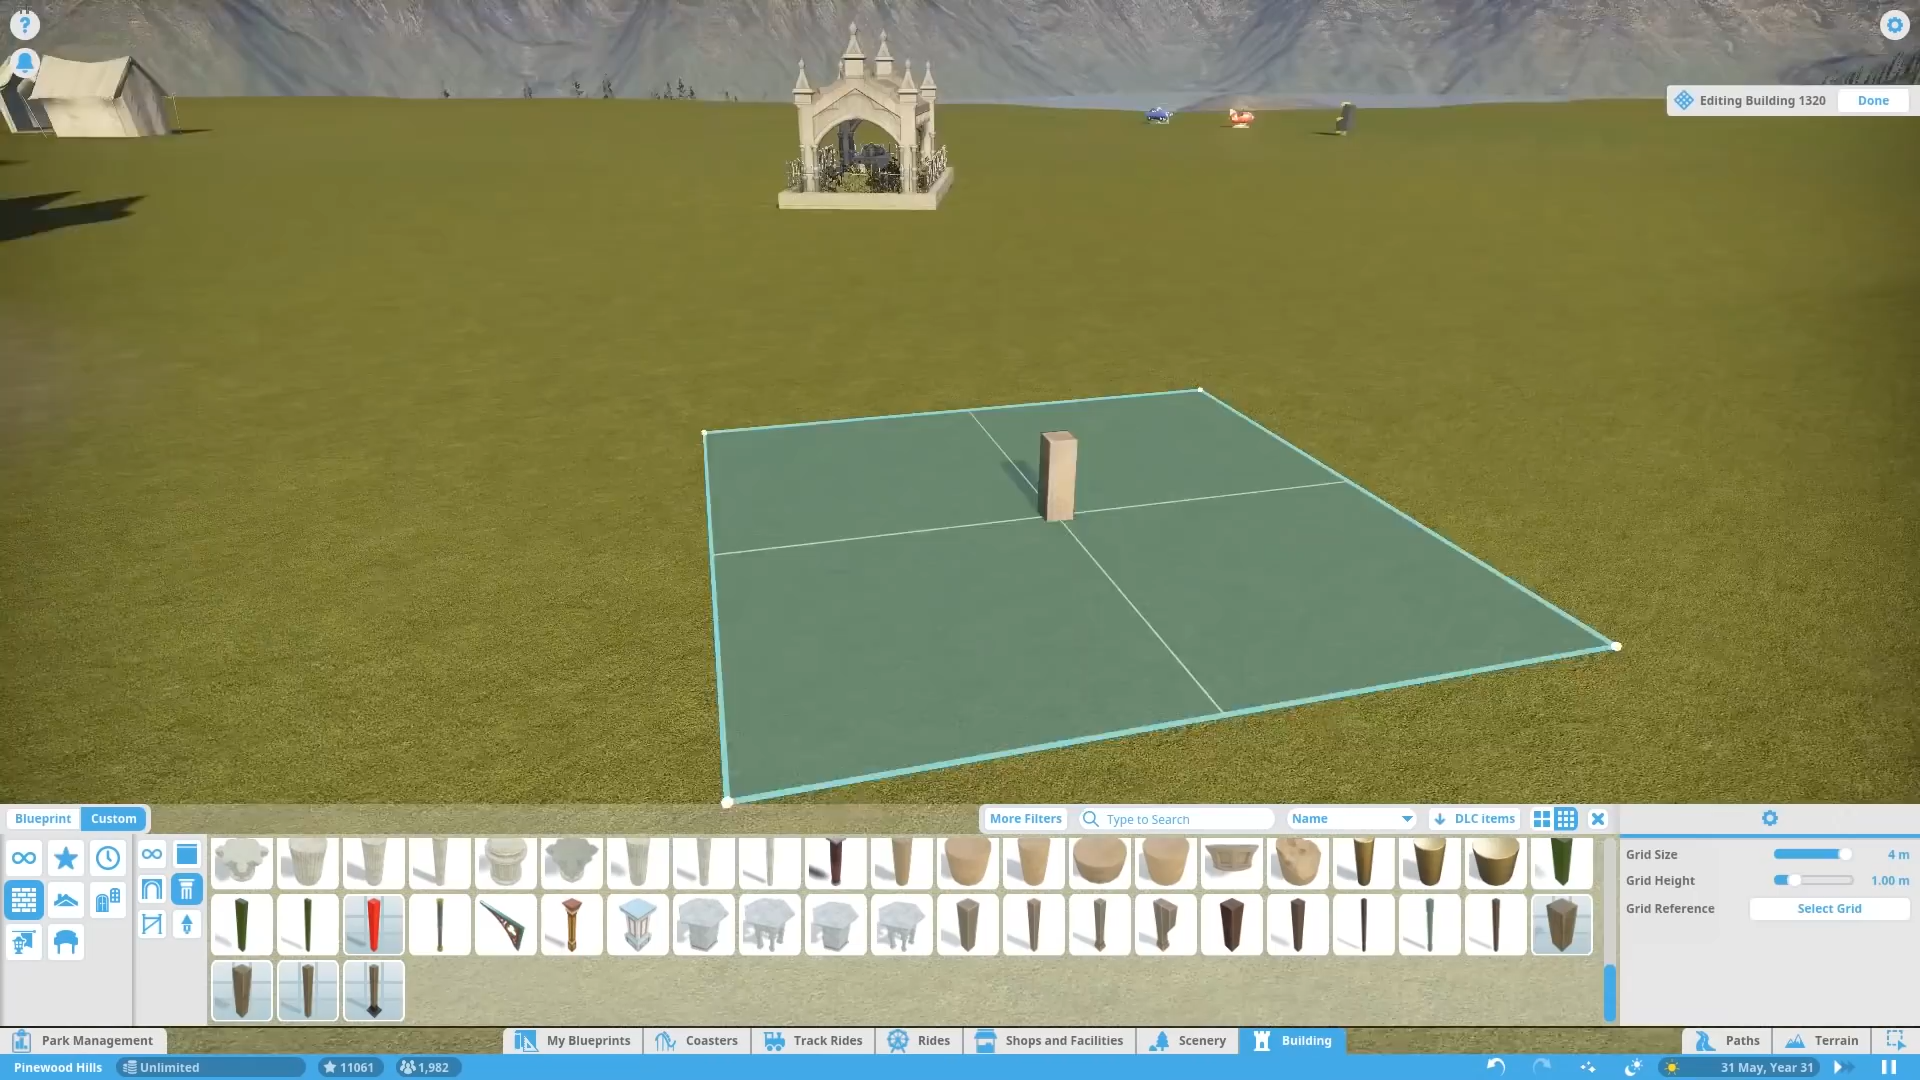 ?
Editing Building 1320 Done
Blueprint Custom
More Filters Type to Search Name DLC items
Grid Size 4 m
Grid Height 1.00 m
Grid Reference Select Grid
Park Management My Blueprints Coasters Track Rides Rides Shops and Facilities Scenery Building Paths Terrain
Pinewood Hills Unlimited 11061 1,982 31 May, Year 31